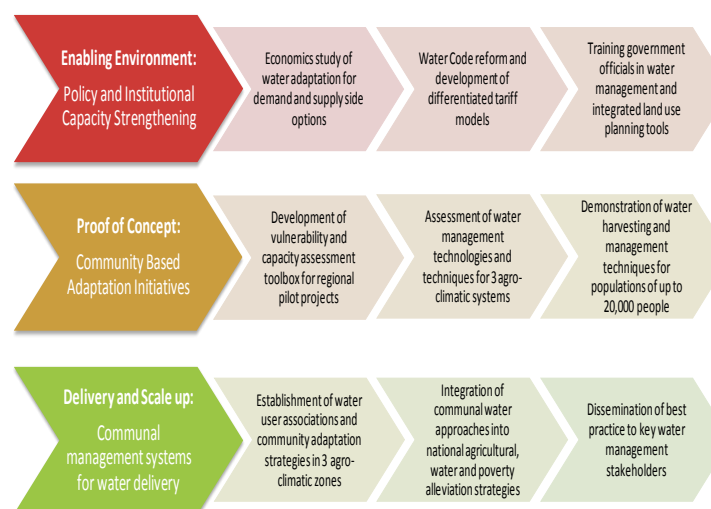 Enabling Environment:
Policy and Institutional
Capacity Strengthening
Economics study of
water adaptation for
demand and supply side
options
Water Code reform and
development of
differentiated tariff
models
Training government
officials in water
management and
integrated land use
planning tools
Proof of Concept:
Community Based
Adaptation Initiatives
Development of
vulnerability and
capacity assessment
toolbox for regional
pilot projects
Assessment of water
management
technologies and
techniques for 3 agro-
climatic systems
Demonstration of water
harvesting and
management
techniques for
populations of up to
20,000 people
Delivery and Scale up:
Communal
management systems
for water delivery
Establishment of water
user associations and
community adaptation
strategies in 3 agro-
climatic zones
Integration of
communal water
approaches into
national agricultural,
water and poverty
alleviation strategies
Dissemination of best
practice to key water
management
stakeholders